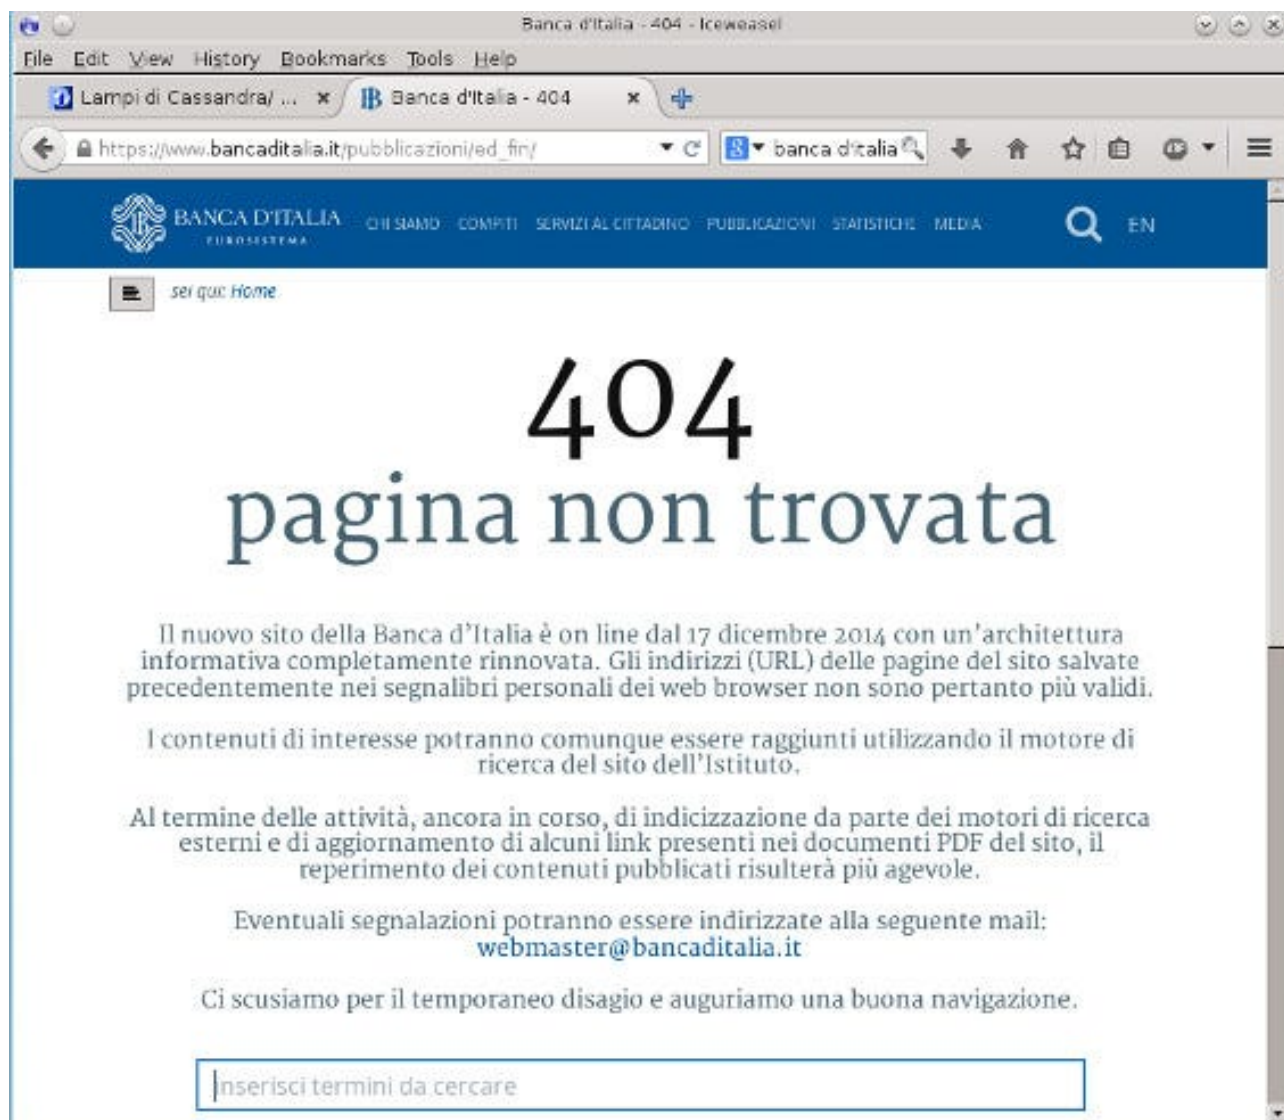 Banca d'Italia - 404 - Iceweasel
File Edit View History Bookmarks Tools Help
Lampi di Cassandra/ ... Banca d'Italia - 404
https://www.bancaditalia.it/pubblicazioni/ed_fin/ banca d'italia
BANCA D'ITALIA
EUROSISTEMA
CHI SIAMO COMPITI SERVIZI AL CITTADINO PUBBLICAZIONI STATISTICHE MEDIA EN
sei qui: Home
404
pagina non trovata
Il nuovo sito della Banca d'Italia è on line dal 17 dicembre 2014 con un'architettura
informativa completamente rinnovata. Gli indirizzi (URL) delle pagine del sito salvate
precedentemente nei segnalibri personali dei web browser non sono pertanto più validi.
I contenuti di interesse potranno comunque essere raggiunti utilizzando il motore di
ricerca del sito dell'Istituto.
Al termine delle attività, ancora in corso, di indicizzazione da parte dei motori di ricerca
esterni e di aggiornamento di alcuni link presenti nei documenti PDF del sito, il
reperimento dei contenuti pubblicati risulterà più agevole.
Eventuali segnalazioni potranno essere indirizzate alla seguente mail:
webmaster@bancaditalia.it
Ci scusiamo per il temporaneo disagio e auguriamo una buona navigazione.
inserisci termini da cercare